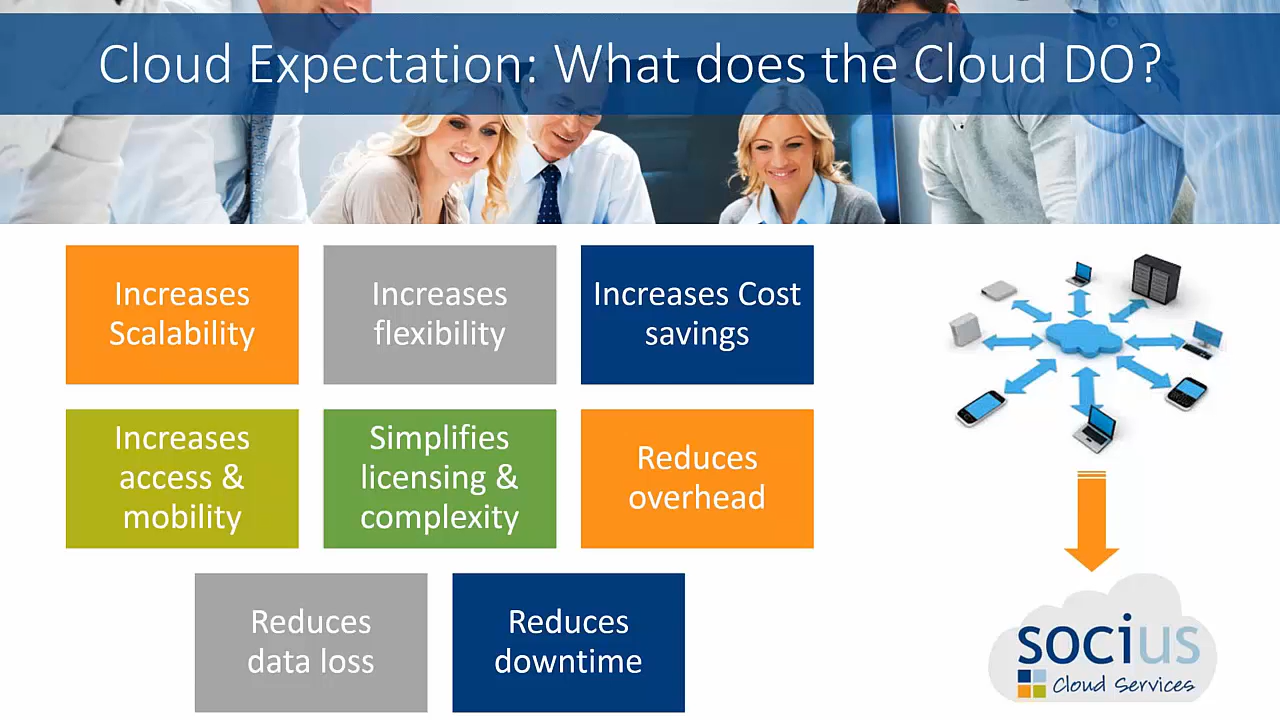 Cloud Expectation: What does the Cloud DO?
Increases
Scalability
Increases
flexibility
Increases Cost
savings
Increases
access &
mobility
Simplifies
licensing &
complexity
Reduces
overhead
Reduces
data loss
Reduces
downtime
socius
Cloud Services